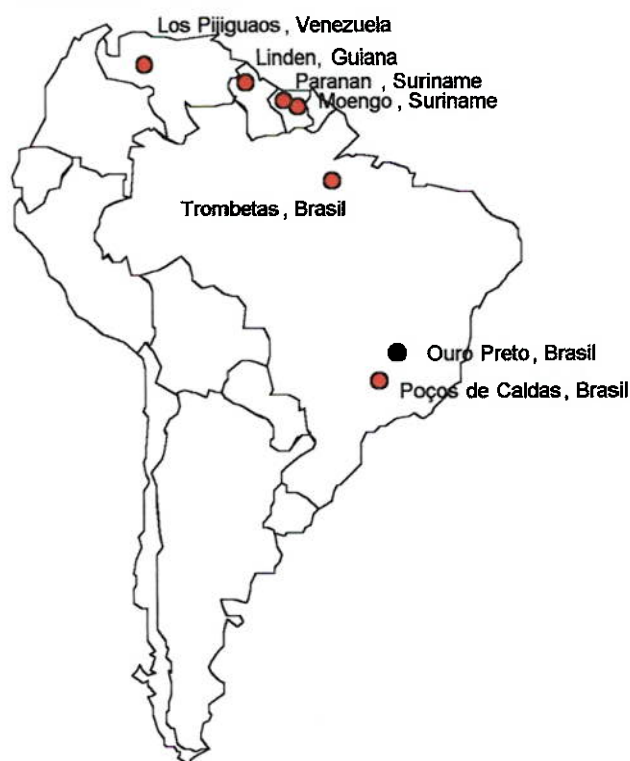 Los Pijiguaos, Venezuela
Linden, Guiana
Paranan, Suriname
Moengo, Suriname
Trombetas, Brasil
Ouro Preto, Brasil
Poços de Caldas, Brasil